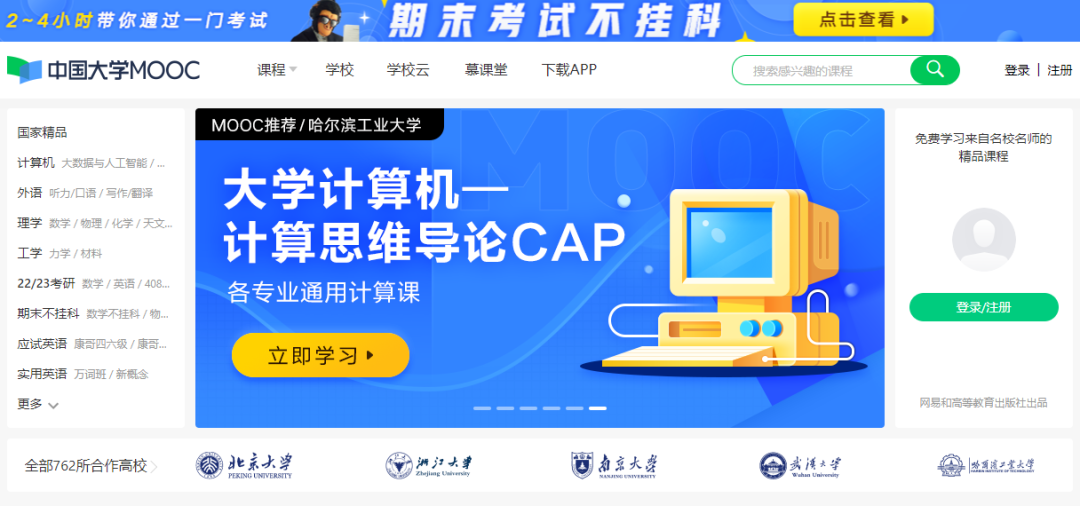 2~4小时带你通过一门考试
期末考试不挂科
点击查看
中国大学MOOC
课程
学校
学校云
慕课堂
下载APP
搜索感兴趣的课程
登录 | 注册
国家精品
计算机 大数据与人工智能 / ...
外语 听力/口语 / 写作/翻译
理学 数学 / 物理 / 化学 / 天文...
工学 力学 / 材料
22/23考研 数学 / 英语 / 408...
期末不挂科 数学不挂科 / 物...
应试英语 康哥四六级 / 康哥...
实用英语 万词班 / 新概念
更多
MOOC推荐 / 哈尔滨工业大学
MOOC
大学计算机—
计算思维导论CAP
各专业通用计算课
立即学习
免费学习来自名校名师的
精品课程
登录/注册
网易和高等教育出版社出品
全部762所合作高校
北京大学
PEKING UNIVERSITY
浙江大学
Zhejiang University
南京大学
NANJING UNIVERSITY
武汉大学
Wuhan University
哈尔滨工业大学
HARBIN INSTITUTE OF TECHNOLOGY